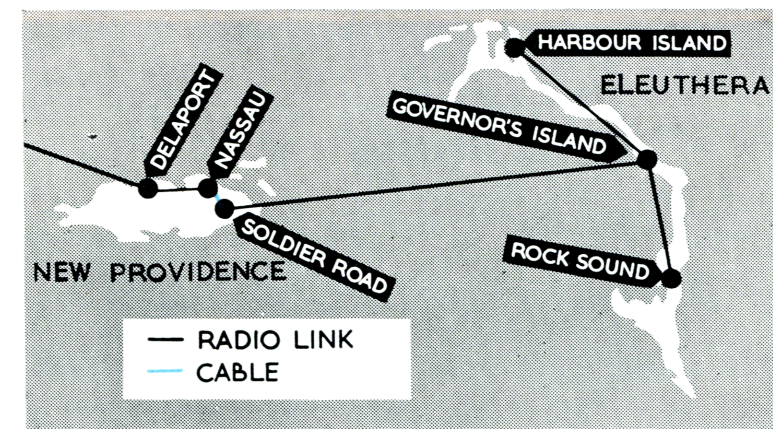 HARBOUR ISLAND
ELEUTHERA
DELAPORT
NASSAU
GOVERNOR'S ISLAND
SOLDIER ROAD
ROCK SOUND
NEW PROVIDENCE
RADIO LINK
CABLE